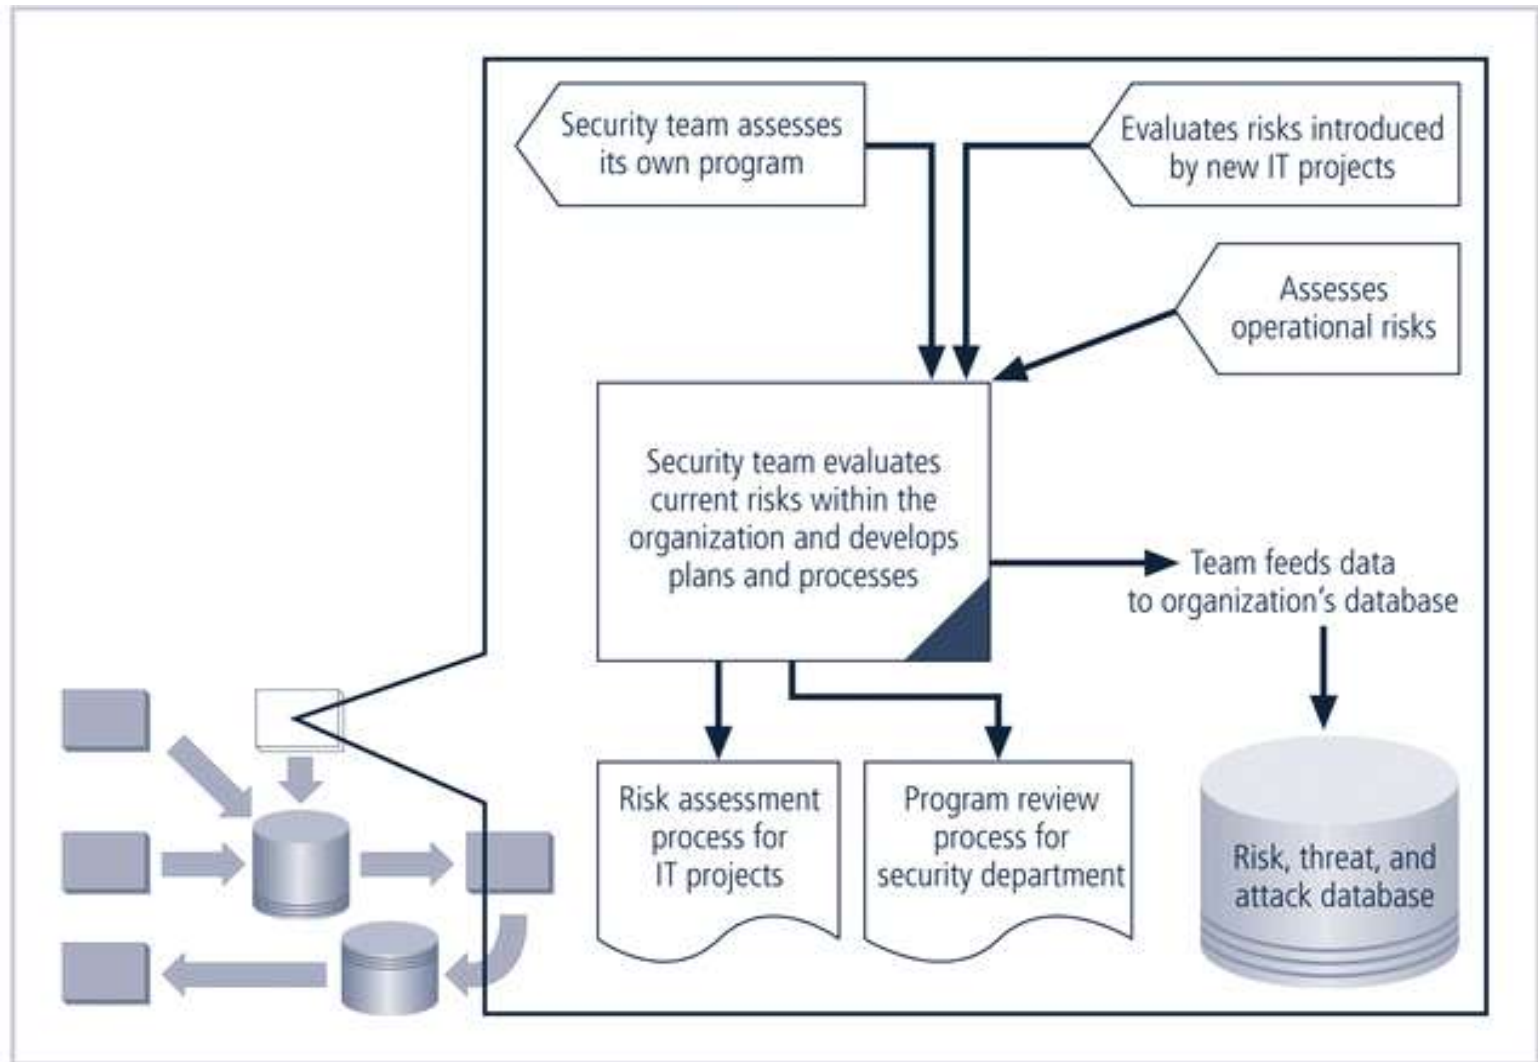 Security team assesses
its own program
Evaluates risks introduced
by new IT projects
Assesses
operational risks
Security team evaluates
current risks within the
organization and develops
plans and processes
Team feeds data
to organization's database
Risk assessment
process for
IT projects
Program review
process for
security department
Risk, threat, and
attack database